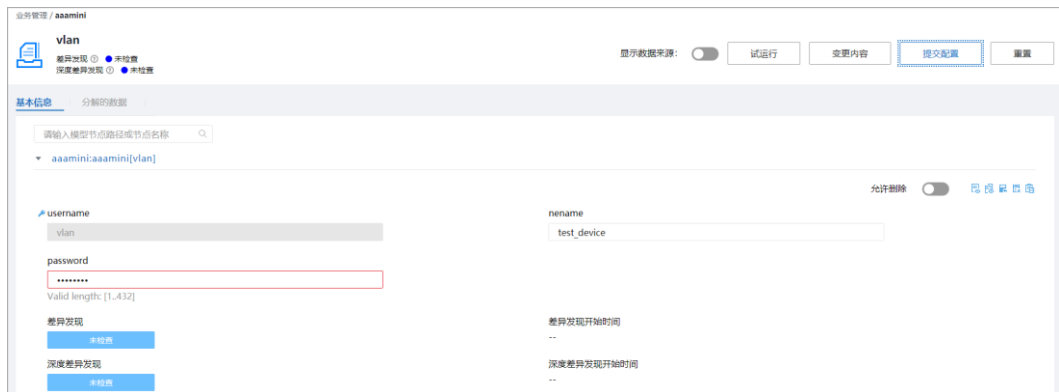 业务管理 / aaamini
vlan
差异发现 ? 未检查
深度差异发现 ? 未检查
显示数据来源:
试运行
变更内容
提交配置
重置
基本信息
分解的数据
请输入模型节点路径或节点名称
aaamini:aaamini[vlan]
允许删除
username
nename
vlan
test_device
password
••••••••
Valid length: [1..432]
差异发现
差异发现开始时间
未检查
--
深度差异发现
深度差异发现开始时间
未检查
--